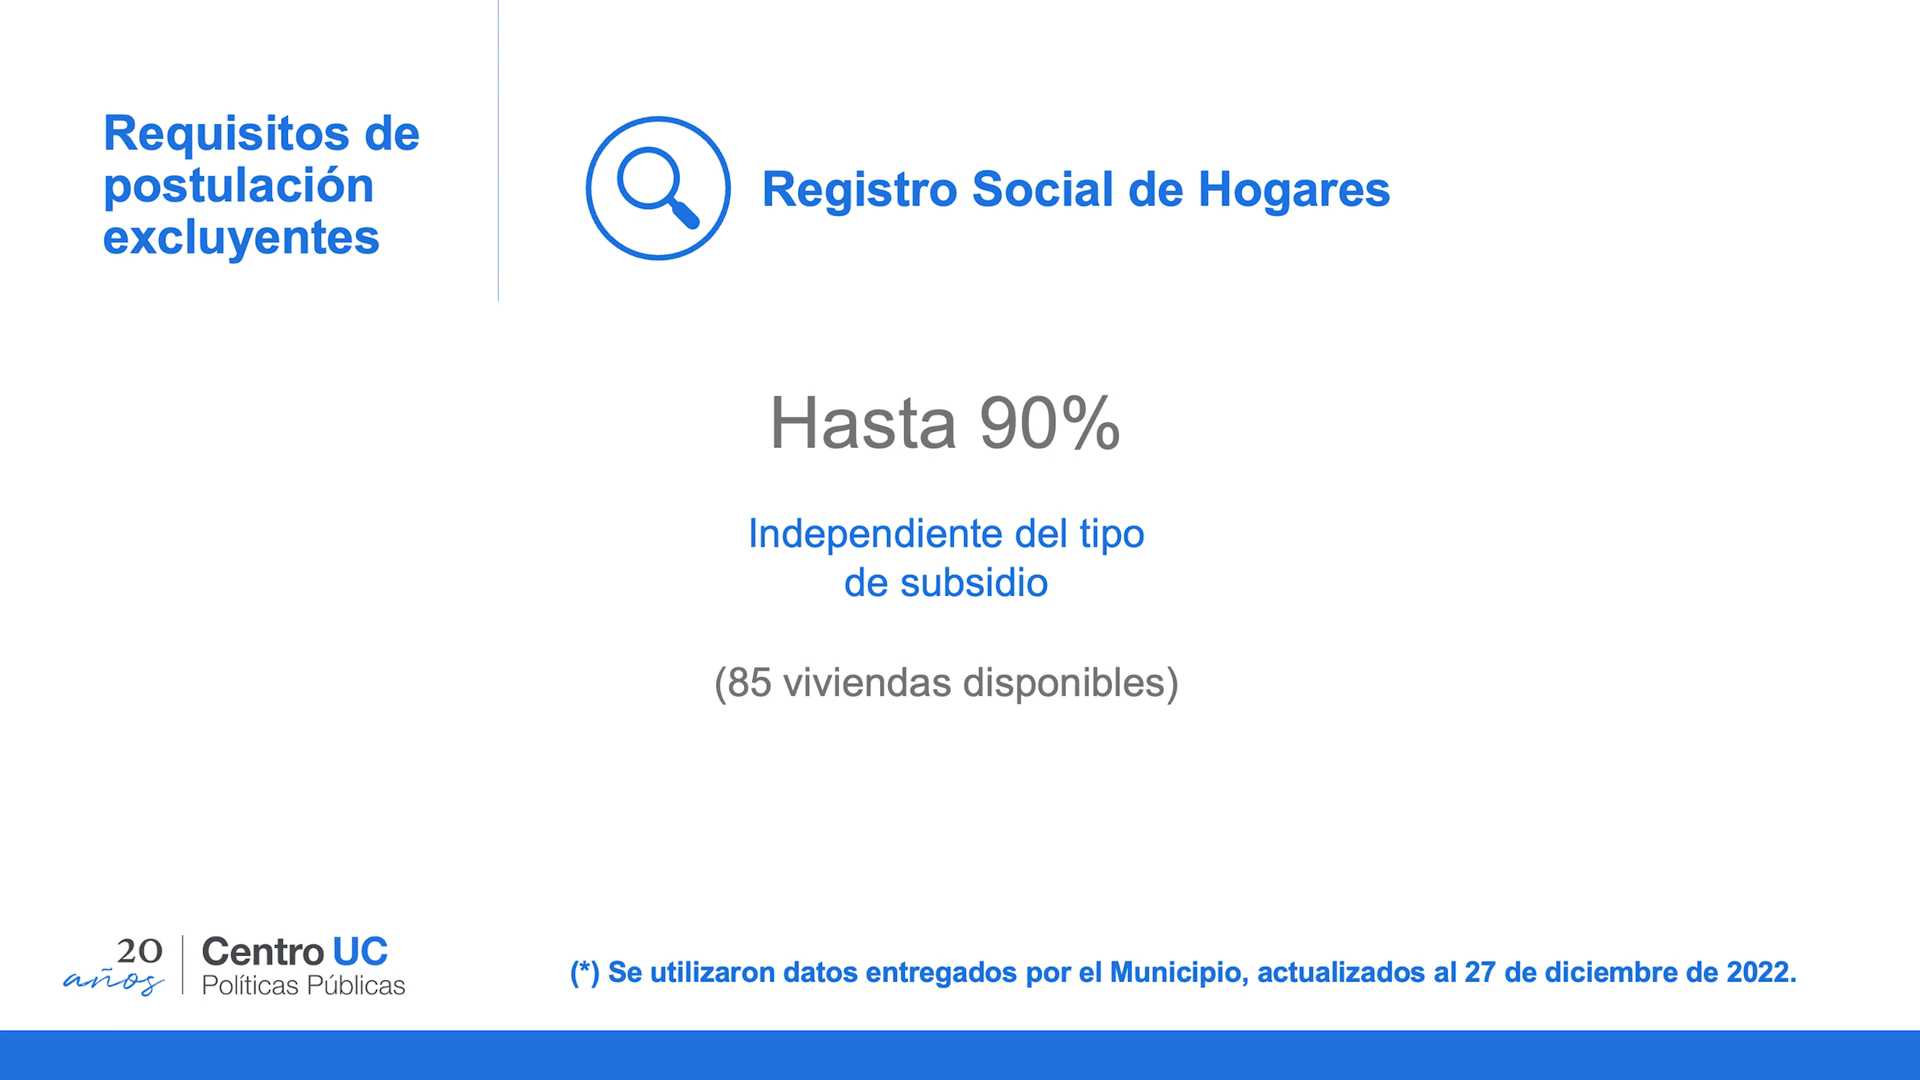 Requisitos de
postulación
excluyentes
Registro Social de Hogares
Hasta 90%
Independiente del tipo
de subsidio
(85 viviendas disponibles)
20
años
Centro UC
Políticas Públicas
(*) Se utilizaron datos entregados por el Municipio, actualizados al 27 de diciembre de 2022.